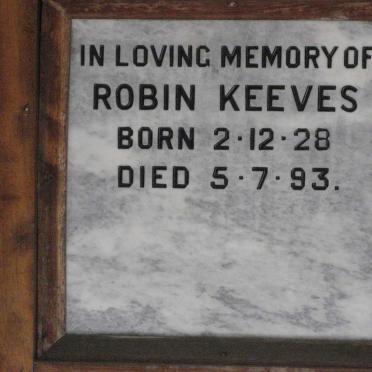 IN LOVING MEMORY OF
ROBIN KEEVES
BORN 2·12·28
DIED 5·7·93.